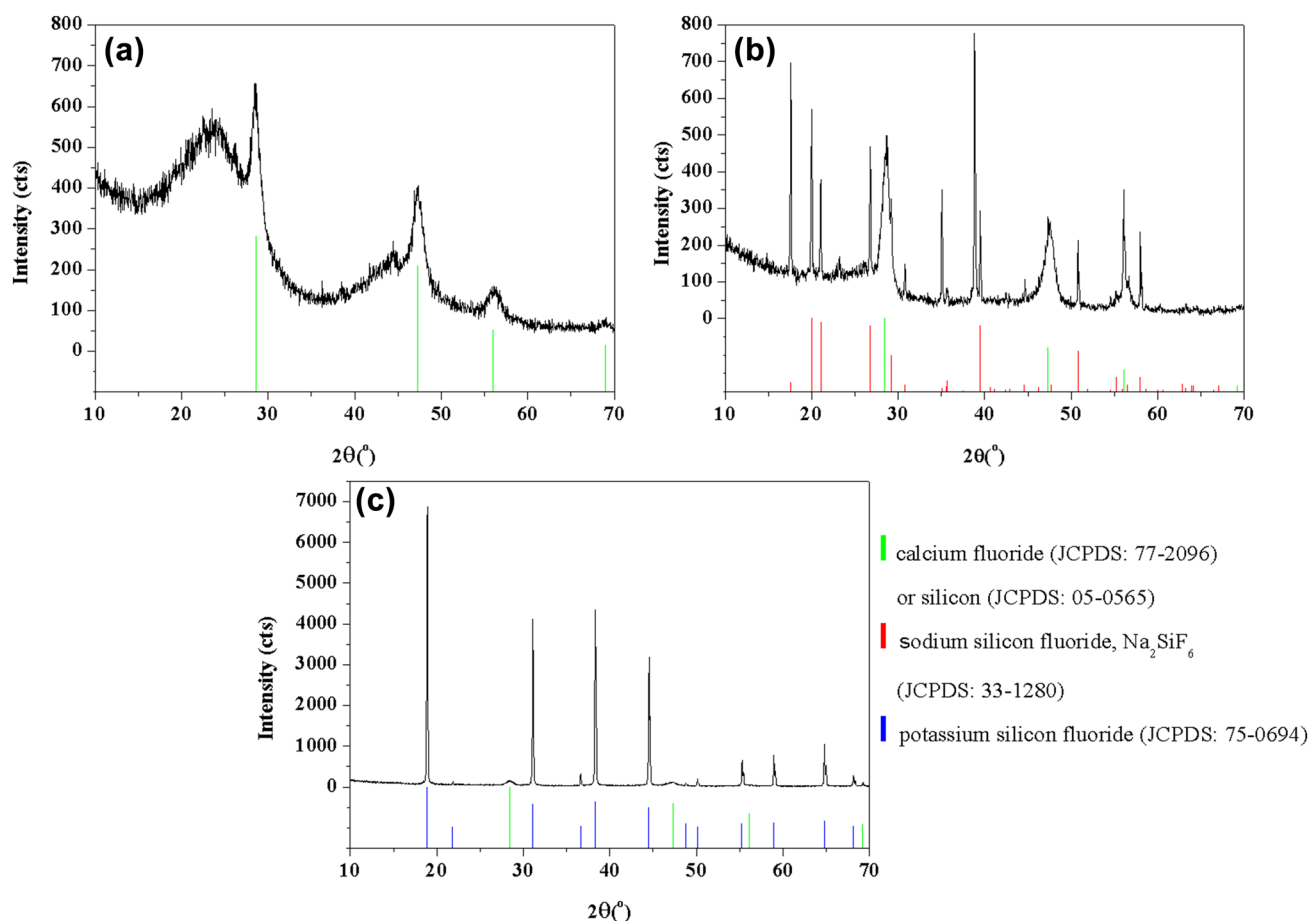 (a)
800
700
600
500
400
300
200
100
0
Intensity (cts)
10 20 30 40 50 60 70
2θ(°)
(b)
800
700
600
500
400
300
200
100
0
Intensity (cts)
10 20 30 40 50 60 70
2θ(°)
(c)
7000
6000
5000
4000
3000
2000
1000
0
Intensity (cts)
10 20 30 40 50 60 70
2θ(°)
calcium fluoride (JCPDS: 77-2096)
or silicon (JCPDS: 05-0565)
sodium silicon fluoride, Na₂SiF₆
(JCPDS: 33-1280)
potassium silicon fluoride (JCPDS: 75-0694)